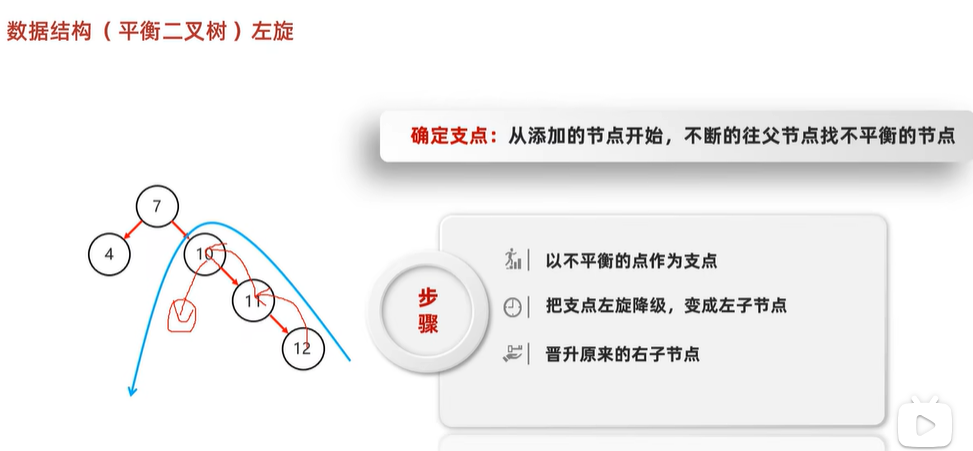 数据结构（平衡二叉树）左旋
确定支点：从添加的节点开始，不断的往父节点找不平衡的节点
7
4
10
11
12
步
骤
以不平衡的点作为支点
把支点左旋降级，变成左子节点
晋升原来的右子节点